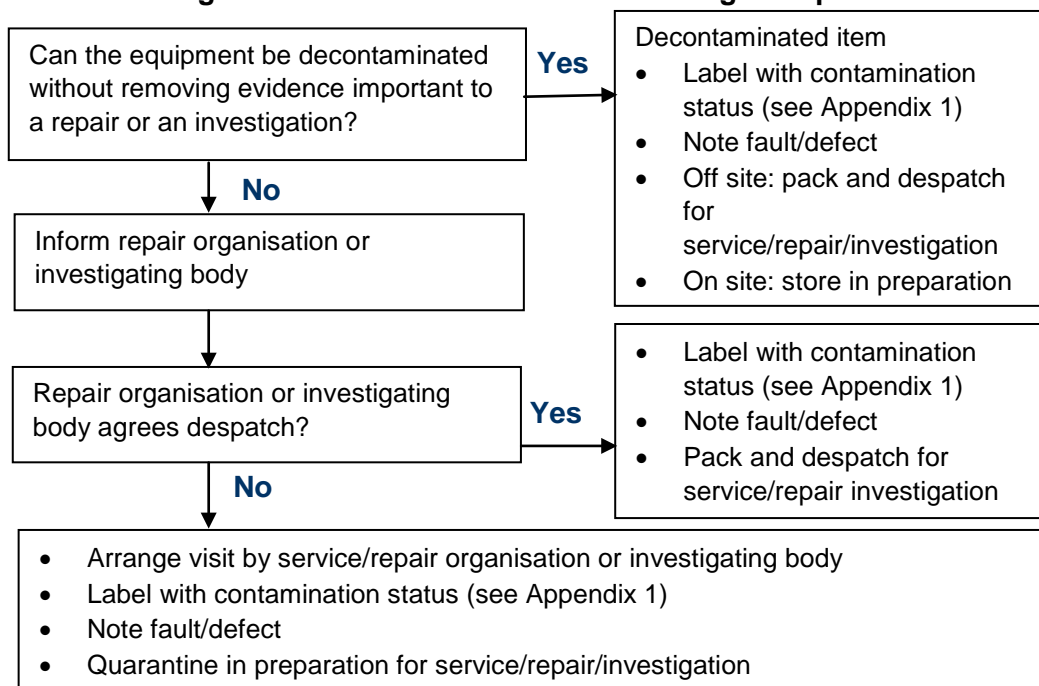 Can the equipment be decontaminated
without removing evidence important to
a repair or an investigation?
Yes
Decontaminated item
• Label with contamination
status (see Appendix 1)
• Note fault/defect
• Off site: pack and despatch
for
service/repair/investigation
• On site: store in preparation
No
Inform repair organisation or
investigating body
Repair organisation or investigating
body agrees despatch?
Yes
• Label with contamination
status (see Appendix 1)
• Note fault/defect
• Pack and despatch for
service/repair investigation
No
• Arrange visit by service/repair organisation or investigating body
• Label with contamination status (see Appendix 1)
• Note fault/defect
• Quarantine in preparation for service/repair/investigation